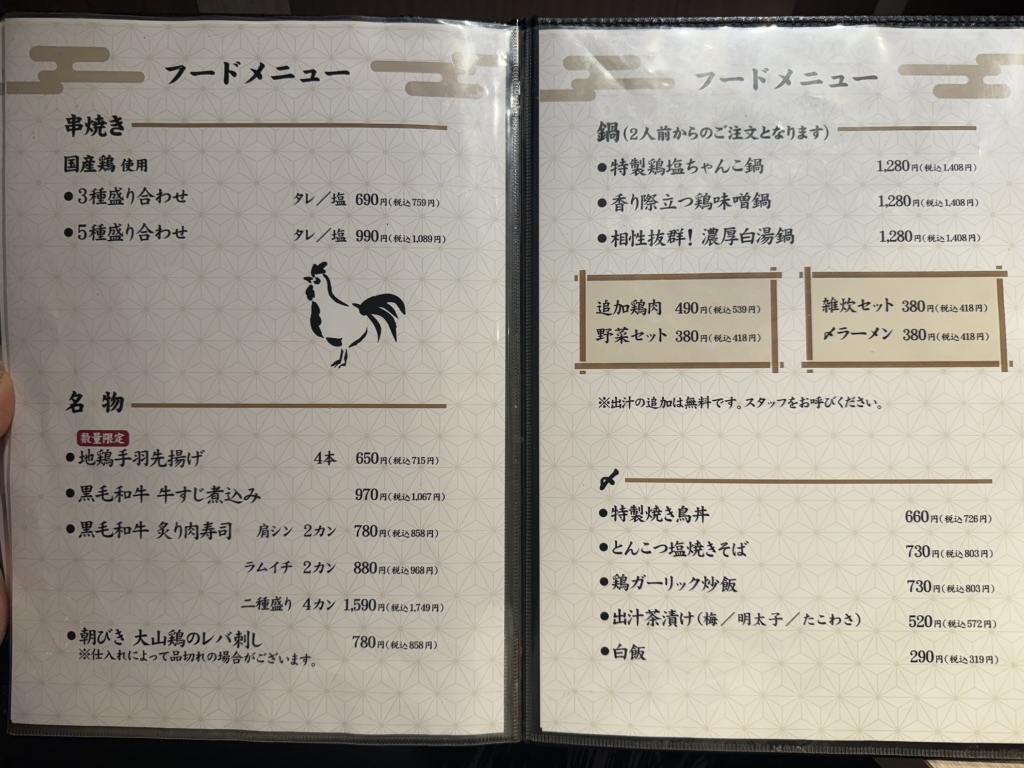 フードメニュー
串焼き
国産鶏 使用
●3種盛り合わせ タレ／塩 690円(税込759円)
●5種盛り合わせ タレ／塩 990円(税込1,089円)
名 物
数量限定
●地鶏手羽先揚げ 4本 650円(税込715円)
●黒毛和牛 牛すじ煮込み 970円(税込1,067円)
●黒毛和牛 炙り肉寿司 肩シン 2カン 780円(税込858円)
ラムイチ 2カン 880円(税込968円)
二種盛り 4カン 1,590円(税込1,749円)
●朝びき 大山鶏のレバ刺し 780円(税込858円)
※仕入れによって品切れの場合がございます。
フードメニュー
鍋(2人前からのご注文となります)
●特製鶏塩ちゃんこ鍋 1,280円(税込1,408円)
●香り際立つ鶏味噌鍋 1,280円(税込1,408円)
●相性抜群！濃厚白湯鍋 1,280円(税込1,408円)
追加鶏肉 490円(税込539円)
野菜セット 380円(税込418円)
雑炊セット 380円(税込418円)
〆ラーメン 380円(税込418円)
※出汁の追加は無料です。スタッフをお呼びください。
〆
●特製焼き鳥丼 660円(税込726円)
●とんこつ塩焼きそば 730円(税込803円)
●鶏ガーリック炒飯 730円(税込803円)
●出汁茶漬け(梅／明太子／たこわさ) 520円(税込572円)
●白飯 290円(税込319円)